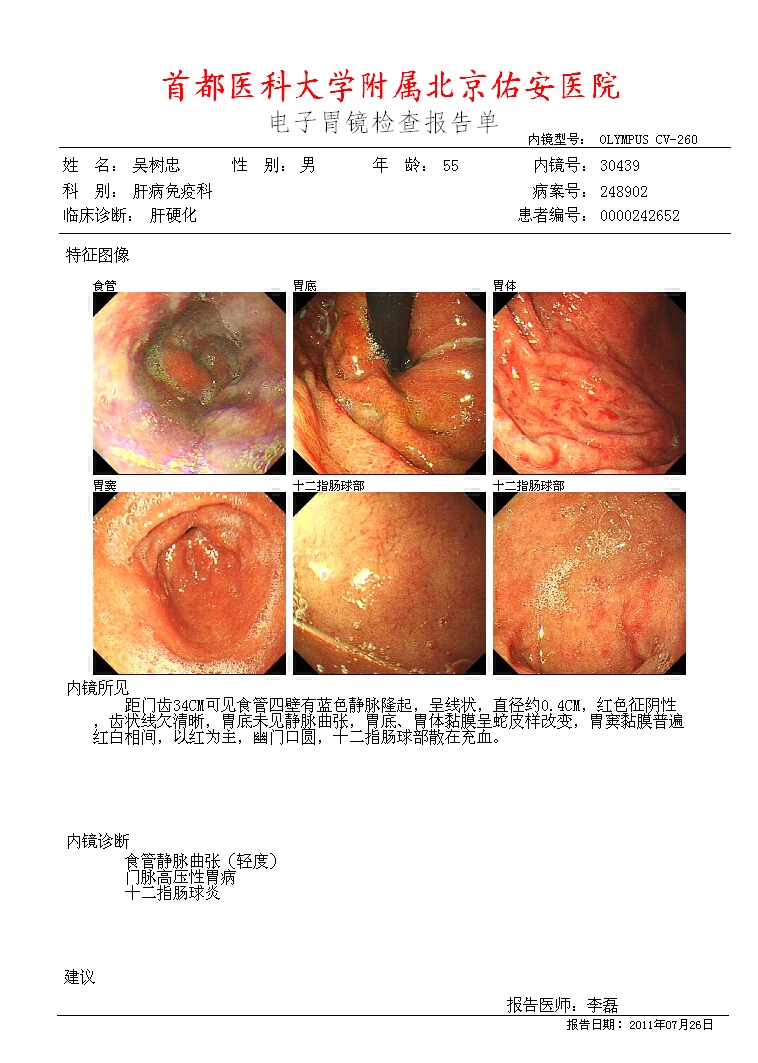 首都医科大学附属北京佑安医院
电子胃镜检查报告单
内镜型号： OLYMPUS CV-260
姓 名： 吴树忠 性 别： 男 年 龄： 55 内镜号： 30439
科 别： 肝病免疫科 病案号： 248902
临床诊断： 肝硬化 患者编号： 0000242652
特征图像
食管 胃底 胃体
胃窦 十二指肠球部 十二指肠球部
内镜所见
距门齿34CM可见食管四壁有蓝色静脉隆起，呈线状，直径约0.4CM，红色征阴性
，齿状线欠清晰，胃底未见静脉曲张，胃底、胃体黏膜呈蛇皮样改变，胃窦黏膜普遍
红白相间，以红为主，幽门口圆，十二指肠球部散在充血。
内镜诊断
食管静脉曲张（轻度）
门脉高压性胃病
十二指肠球炎
建议
报告医师：李磊
报告日期：2011年07月26日